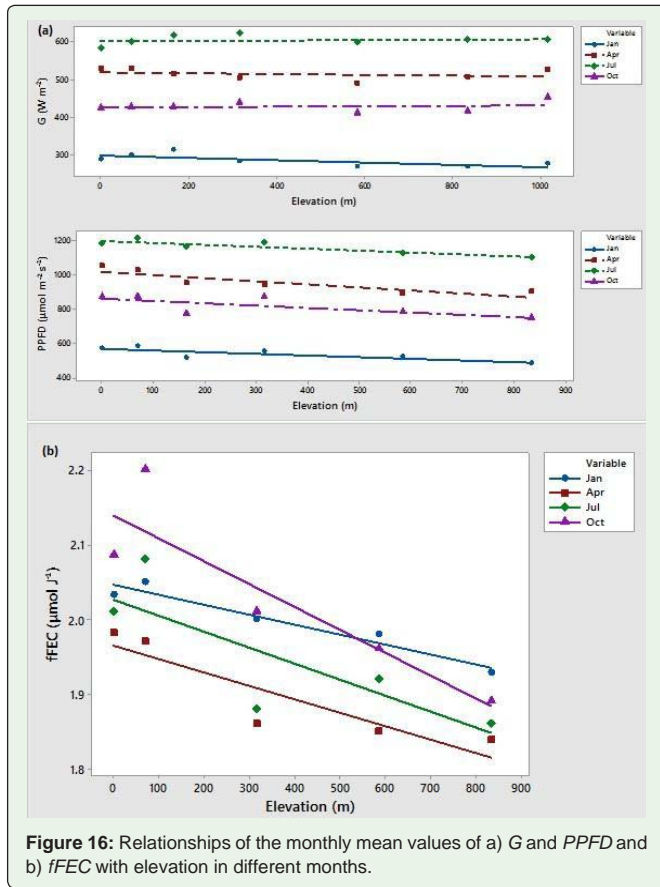 (a)
Variable
Jan
Apr
Jul
Oct
G (W m⁻²)
600
500
400
300
0 200 400 600 800 1000
Elevation (m)
Variable
Jan
Apr
Jul
Oct
PPFD (µmol m⁻² s⁻¹)
1200
1000
800
600
400
0 100 200 300 400 500 600 700 800 900
Elevation (m)
(b)
Variable
Jan
Apr
Jul
Oct
fFEC (µmol J⁻¹)
2.2
2.1
2.0
1.9
1.8
0 100 200 300 400 500 600 700 800 900
Elevation (m)
Figure 16: Relationships of the monthly mean values of a) G and PPFD and
b) fFEC with elevation in different months.